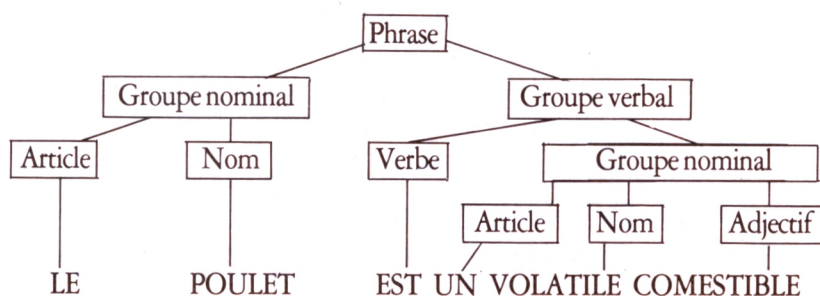 Phrase
Groupe nominal Groupe verbal
Article Nom Verbe Groupe nominal
Article Nom Adjectif
LE POULET EST UN VOLATILE COMESTIBLE